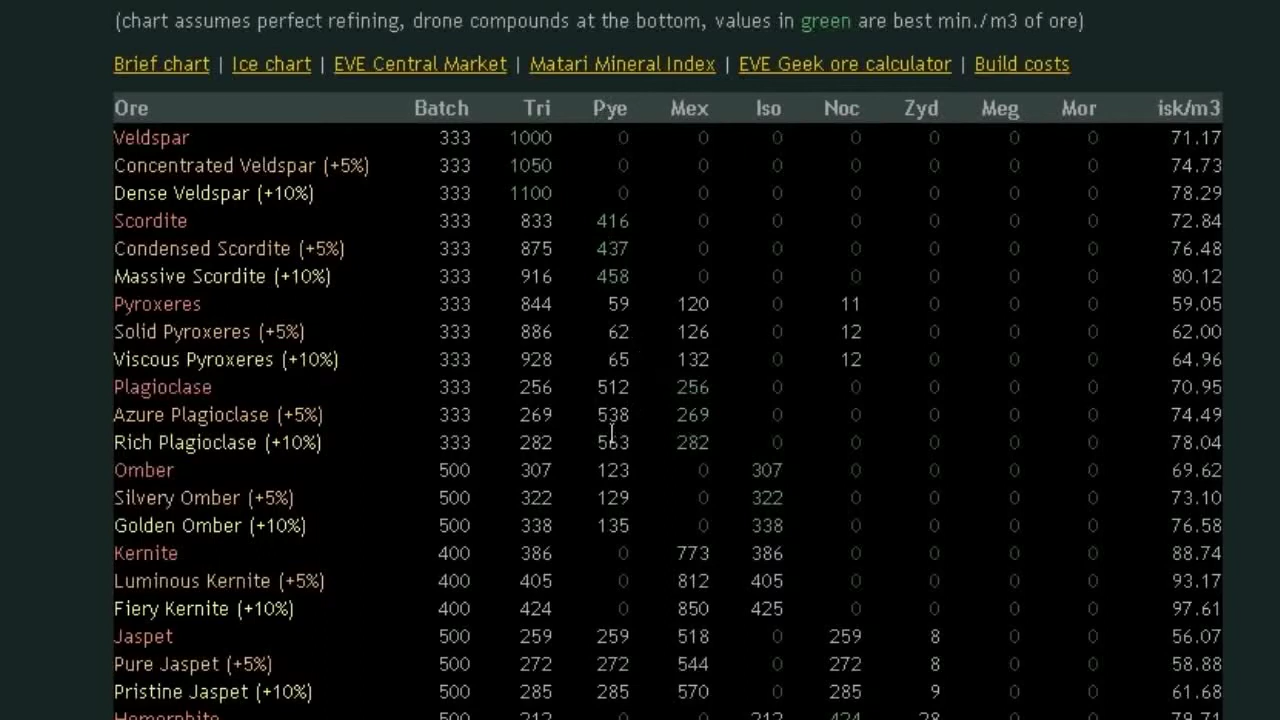 (chart assumes perfect refining, drone compounds at the bottom, values in green are best min./m3 of ore)
Brief chart | Ice chart | EVE Central Market | Matari Mineral Index | EVE Geek ore calculator | Build costs
Ore Batch Tri Pye Mex Iso Noc Zyd Meg Mor isk/m3
Veldspar 333 1000 0 0 0 0 0 0 0 71.17
Concentrated Veldspar (+5%) 333 1050 0 0 0 0 0 0 0 74.73
Dense Veldspar (+10%) 333 1100 0 0 0 0 0 0 0 78.29
Scordite 333 833 416 0 0 0 0 0 0 72.84
Condensed Scordite (+5%) 333 875 437 0 0 0 0 0 0 76.48
Massive Scordite (+10%) 333 916 458 0 0 0 0 0 0 80.12
Pyroxeres 333 844 59 120 0 11 0 0 0 59.05
Solid Pyroxeres (+5%) 333 886 62 126 0 12 0 0 0 62.00
Viscous Pyroxeres (+10%) 333 928 65 132 0 12 0 0 0 64.96
Plagioclase 333 256 512 256 0 0 0 0 0 70.95
Azure Plagioclase (+5%) 333 269 538 269 0 0 0 0 0 74.49
Rich Plagioclase (+10%) 333 282 563 282 0 0 0 0 0 78.04
Omber 500 307 123 0 307 0 0 0 0 69.62
Silvery Omber (+5%) 500 322 129 0 322 0 0 0 0 73.10
Golden Omber (+10%) 500 338 135 0 338 0 0 0 0 76.58
Kernite 400 386 0 773 386 0 0 0 0 88.74
Luminous Kernite (+5%) 400 405 0 812 405 0 0 0 0 93.17
Fiery Kernite (+10%) 400 424 0 850 425 0 0 0 0 97.61
Jaspet 500 259 259 518 0 259 8 0 0 56.07
Pure Jaspet (+5%) 500 272 272 544 0 272 8 0 0 58.88
Pristine Jaspet (+10%) 500 285 285 570 0 285 9 0 0 61.68
Hemorphite 500 212 0 0 212 424 28 0 0 79.71